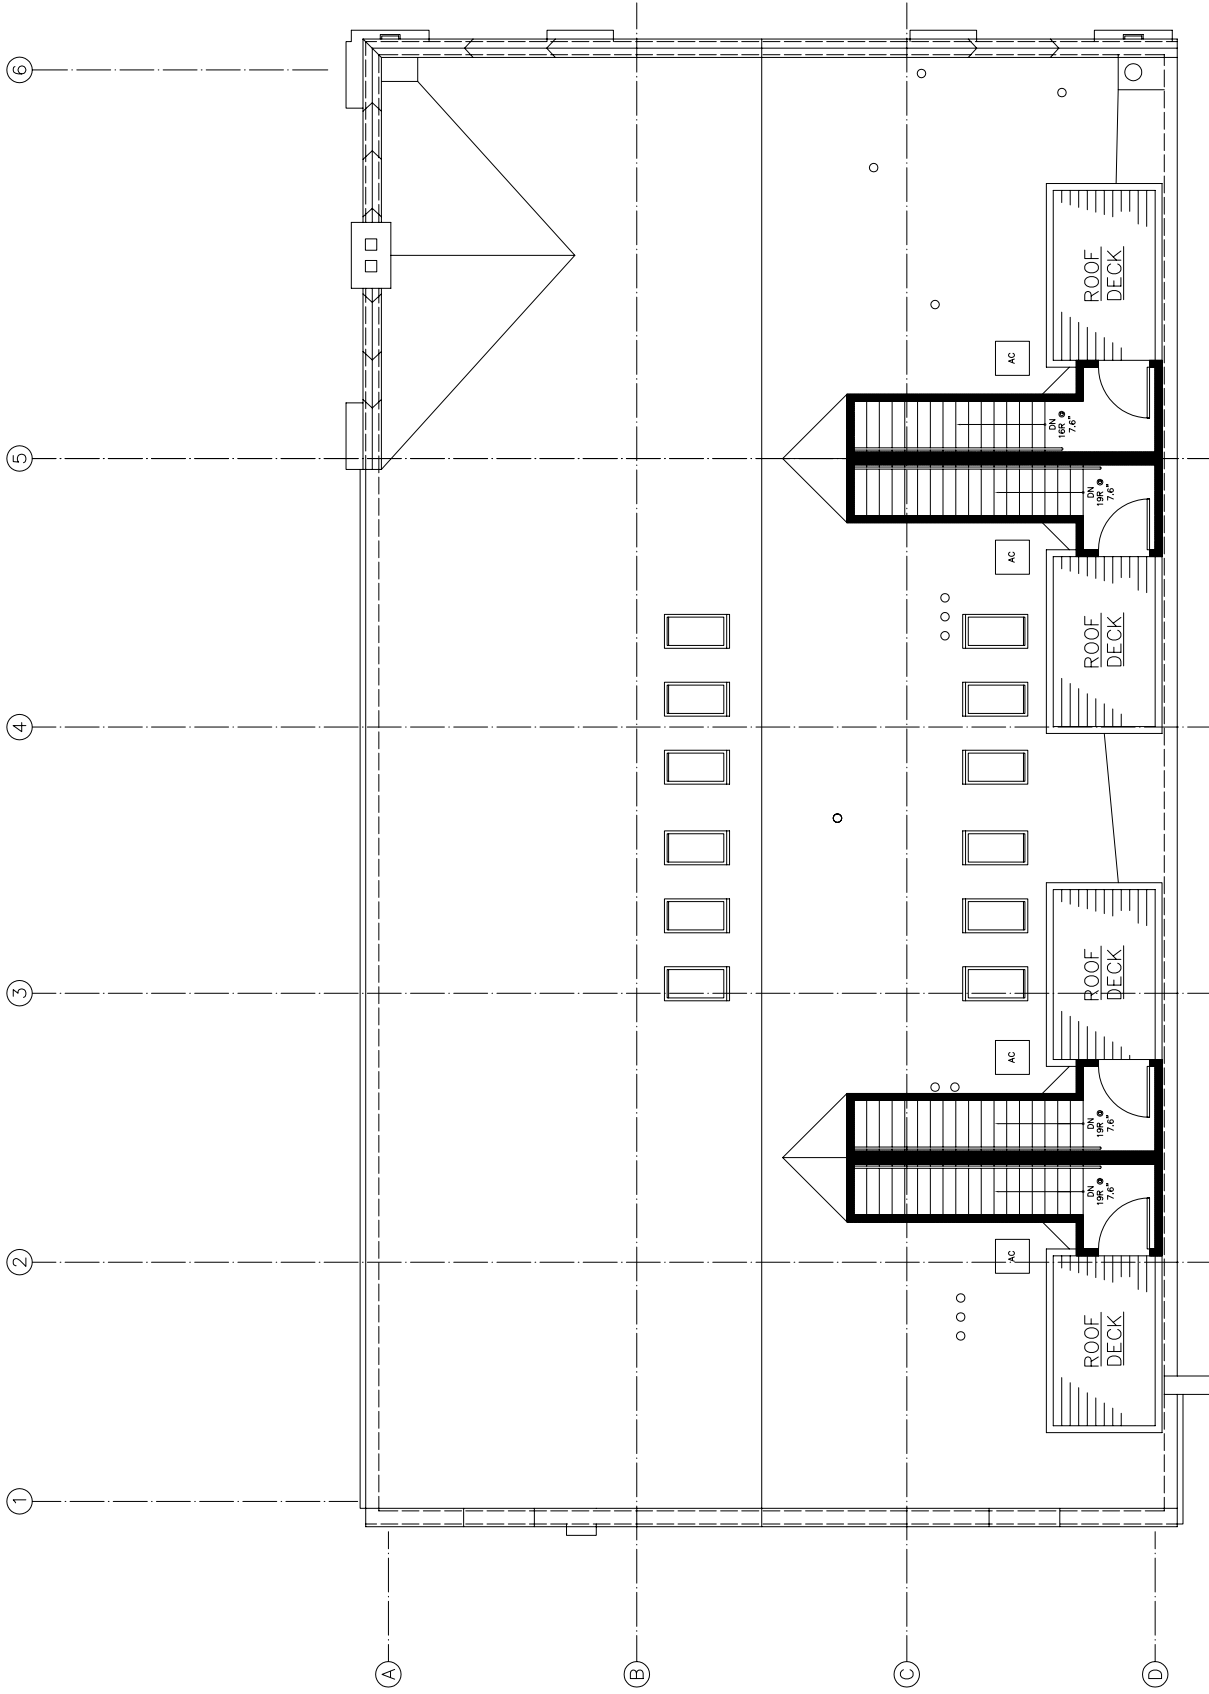 1
2
3
4
5
6
A
B
C
AC
AC
AC
AC
ROOF
DECK
DN
19R @
7.6"
DN
19R @
7.6"
ROOF
DECK
ROOF
DECK
DN
19R @
7.6"
DN
16R @
7.6"
ROOF
DECK
D